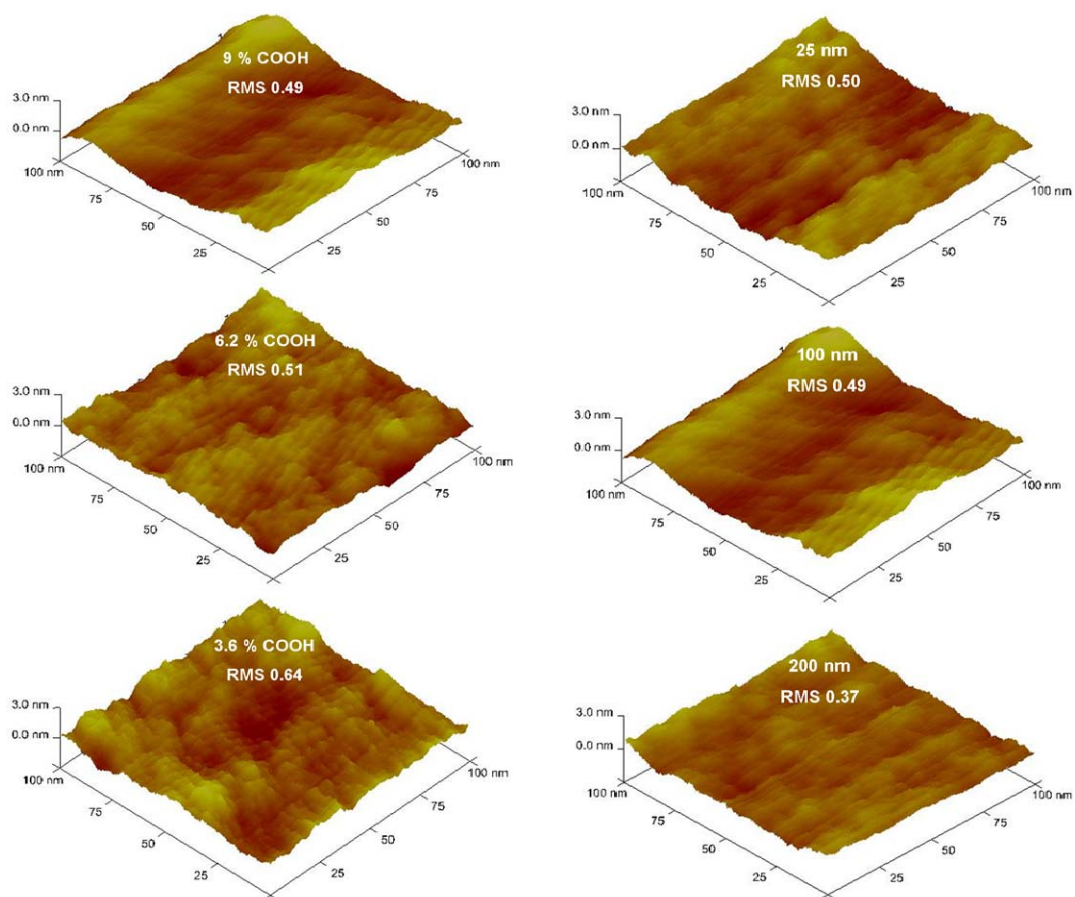 9 % COOH
RMS 0.49
3.0 nm
0.0 nm
100 nm
75
50
25
25
50
75
100 nm
25 nm
RMS 0.50
3.0 nm
0.0 nm
100 nm
75
50
25
25
50
75
100 nm
6.2 % COOH
RMS 0.51
3.0 nm
0.0 nm
100 nm
75
50
25
25
50
75
100 nm
100 nm
RMS 0.49
3.0 nm
0.0 nm
100 nm
75
50
25
25
50
75
100 nm
3.6 % COOH
RMS 0.64
3.0 nm
0.0 nm
100 nm
75
50
25
25
50
75
100 nm
200 nm
RMS 0.37
3.0 nm
0.0 nm
100 nm
75
50
25
25
50
75
100 nm